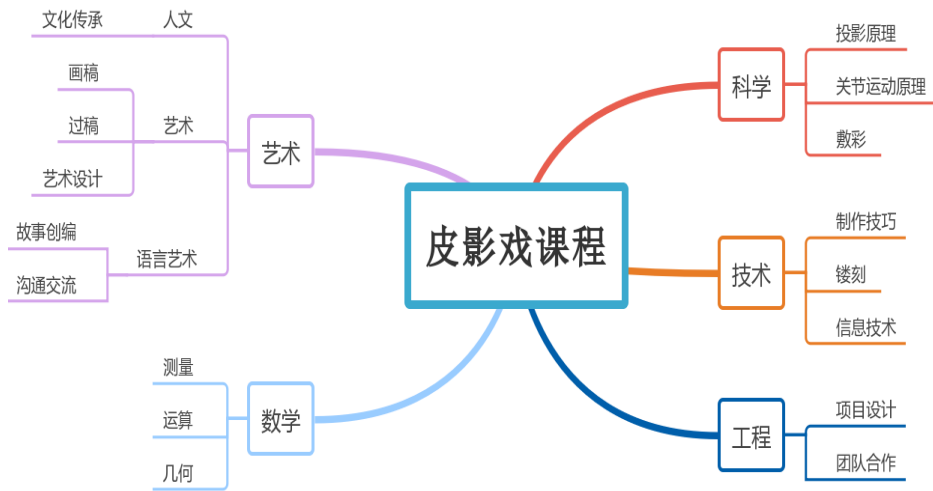 皮影戏课程
科学
投影原理
关节运动原理
敷彩
技术
制作技巧
镂刻
信息技术
工程
项目设计
团队合作
艺术
人文
文化传承
艺术
画稿
过稿
艺术设计
语言艺术
故事创编
沟通交流
数学
测量
运算
几何